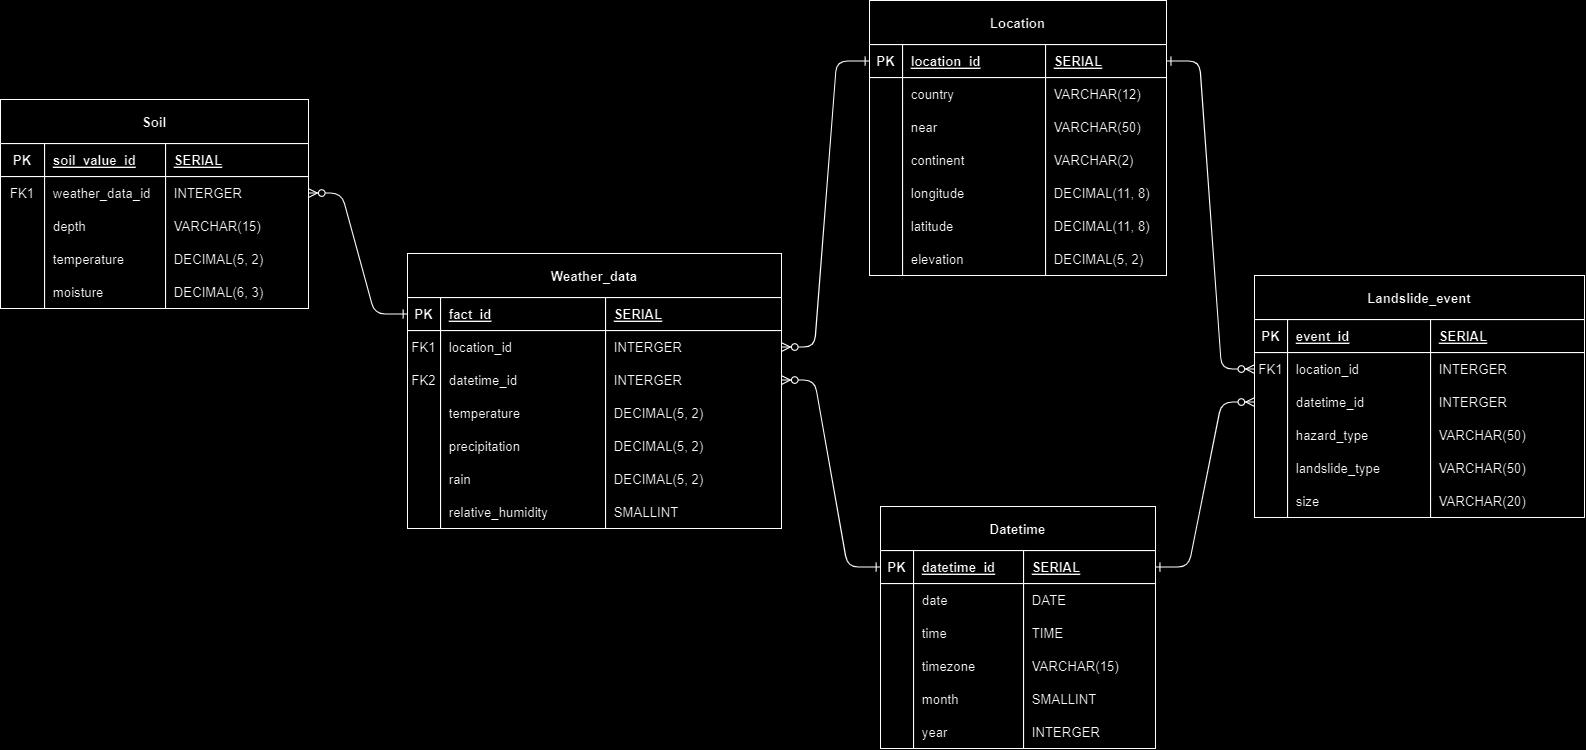 Location
PK location_id SERIAL
country VARCHAR(12)
near VARCHAR(50)
continent VARCHAR(2)
longitude DECIMAL(11, 8)
latitude DECIMAL(11, 8)
elevation DECIMAL(5, 2)
Soil
PK soil_value_id SERIAL
FK1 weather_data_id INTERGER
depth VARCHAR(15)
temperature DECIMAL(5, 2)
moisture DECIMAL(6, 3)
Weather_data
PK fact_id SERIAL
FK1 location_id INTERGER
FK2 datetime_id INTERGER
temperature DECIMAL(5, 2)
precipitation DECIMAL(5, 2)
rain DECIMAL(5, 2)
relative_humidity SMALLINT
Landslide_event
PK event_id SERIAL
FK1 location_id INTERGER
datetime_id INTERGER
hazard_type VARCHAR(50)
landslide_type VARCHAR(50)
size VARCHAR(20)
Datetime
PK datetime_id SERIAL
date DATE
time TIME
timezone VARCHAR(15)
month SMALLINT
year INTERGER